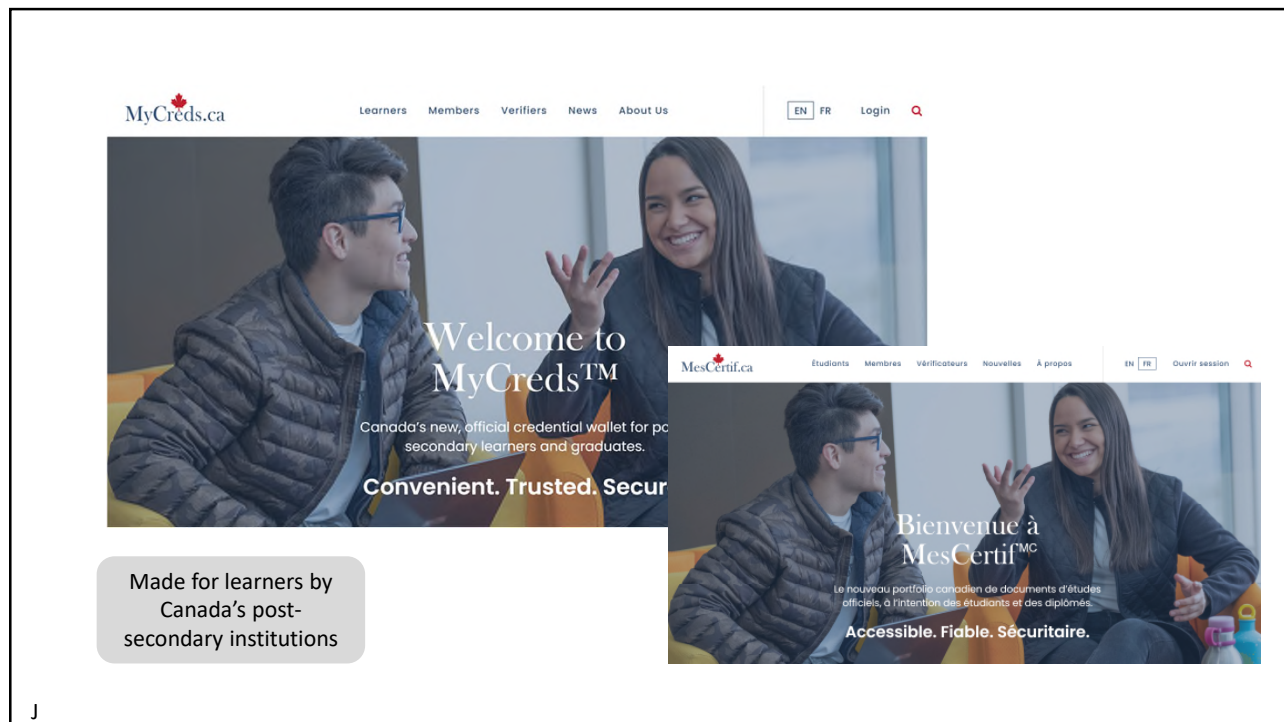 MyCreds.ca
Learners Members Verifiers News About Us
EN FR Login
Welcome to
MyCreds™
Canada's new, official credential wallet for
secondary learners and graduates.
Convenient. Trusted.
MesCertif.ca
Étudiants Membres Vérificateurs Nouvelles À propos
EN FR Ouvrir session
Bienvenue à
MesCertif MC
Le nouveau portfolio canadien de documents d'études
officiels, à l'intention des étudiants et des diplômés.
Accessible. Fiable. Sécuritaire.
Made for learners by
Canada's post-
secondary institutions
J